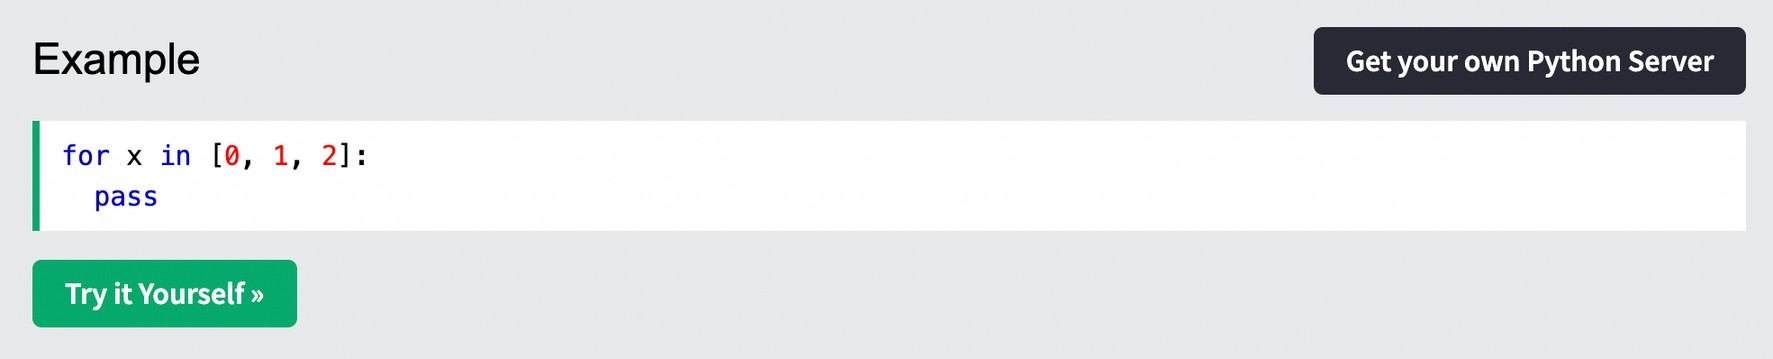 Example
Get your own Python Server
for x in [0, 1, 2]:
  pass
Try it Yourself »